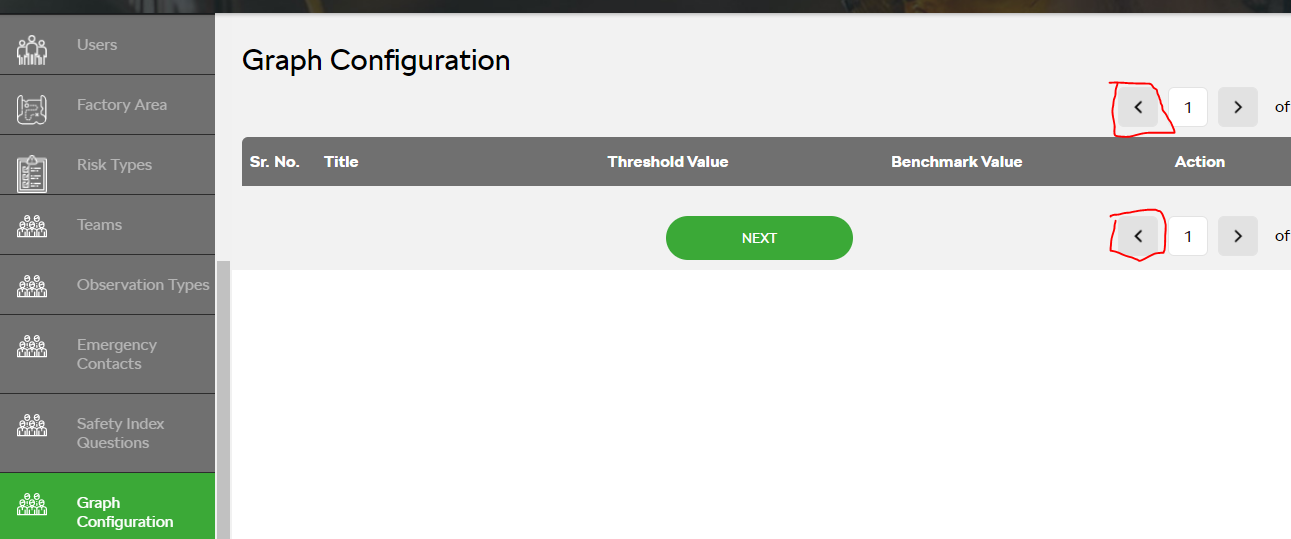 Users
Factory Area
Risk Types
Teams
Observation Types
Emergency
Contacts
Safety Index
Questions
Graph
Configuration
Graph Configuration
< 1 > of
Sr. No. Title Threshold Value Benchmark Value Action
NEXT
< 1 > of